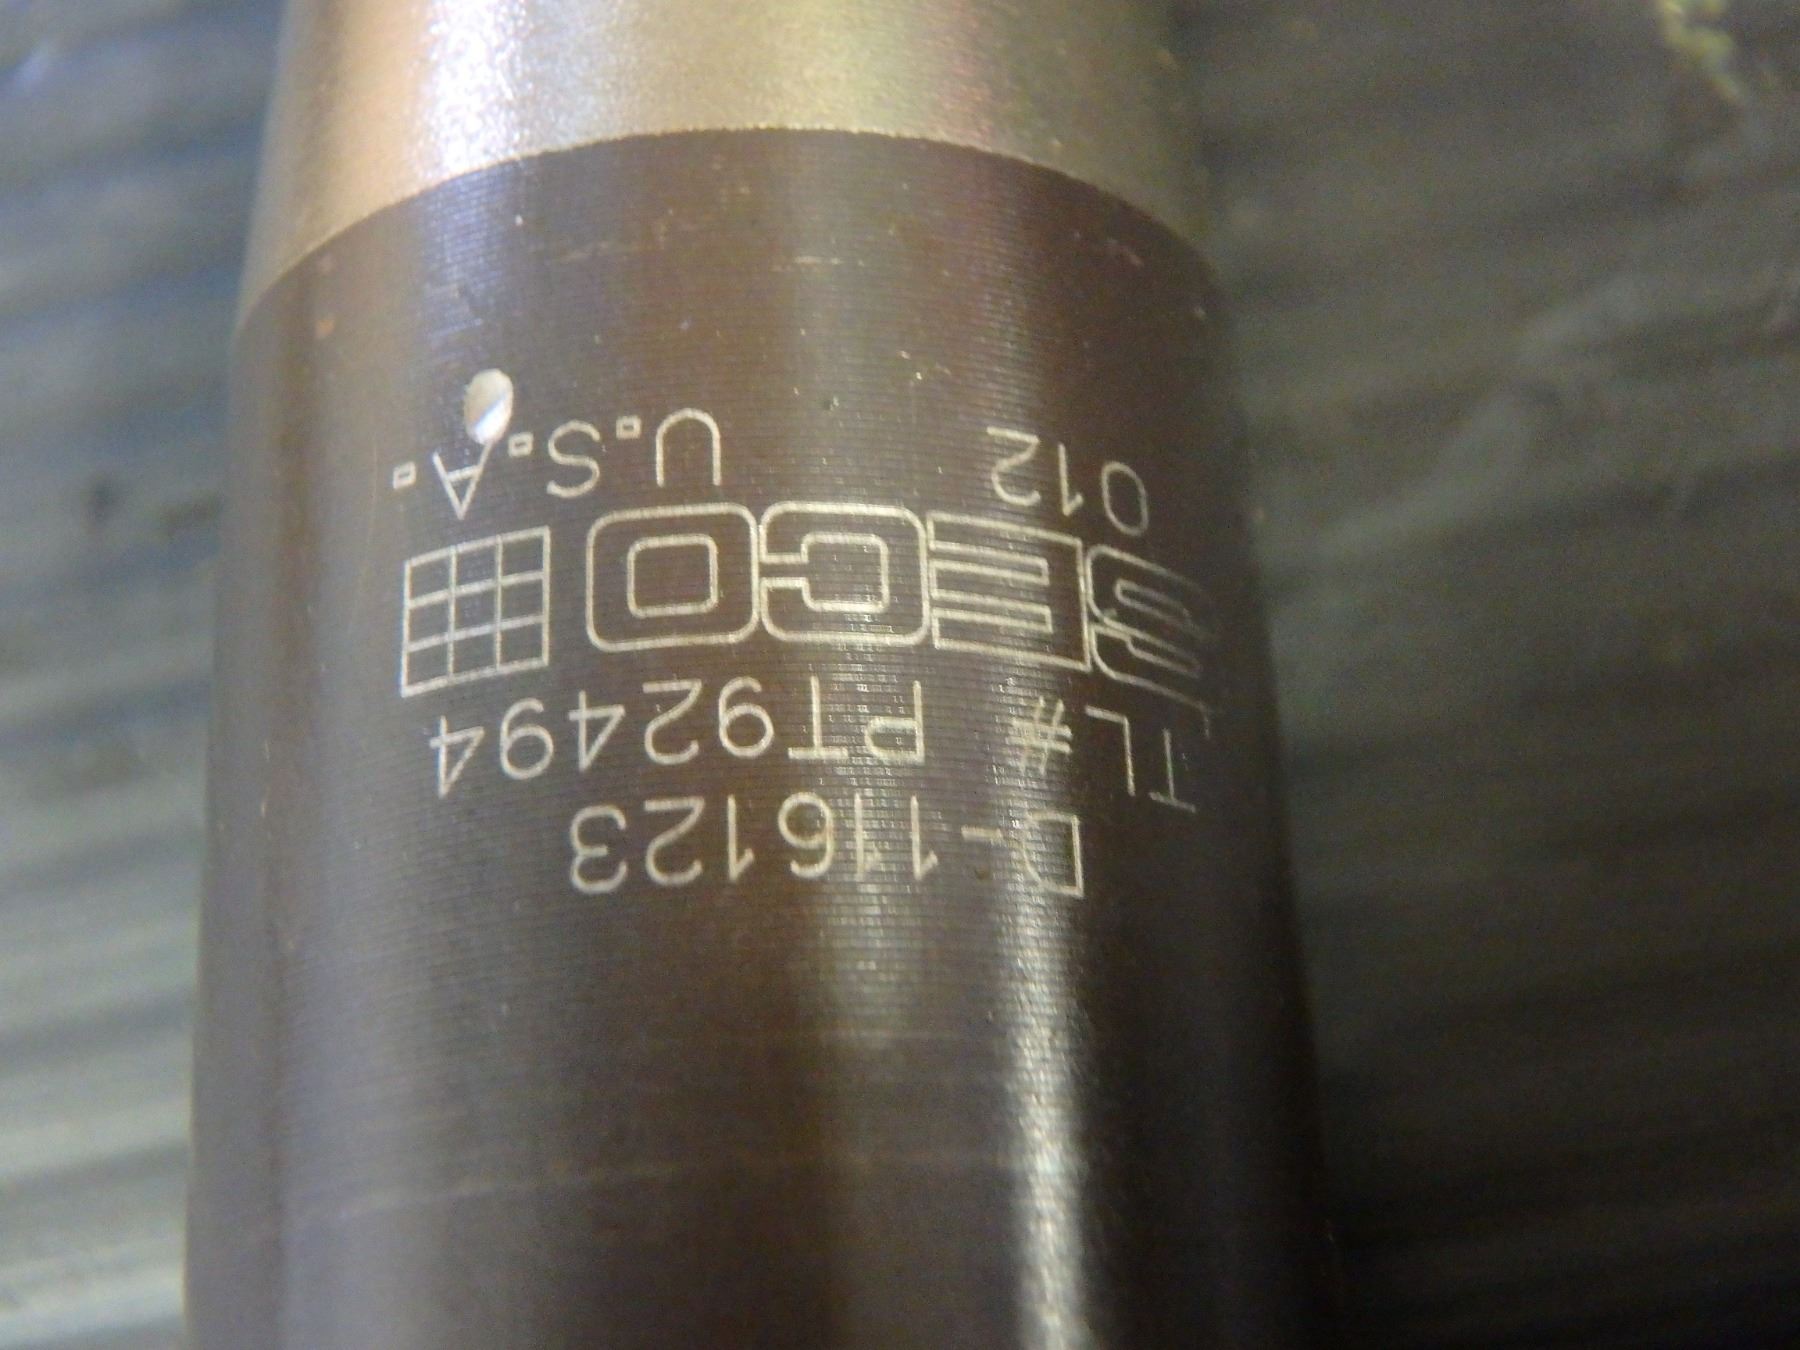 D-116123
TL# PT92494
SECO
012 U.S.A.